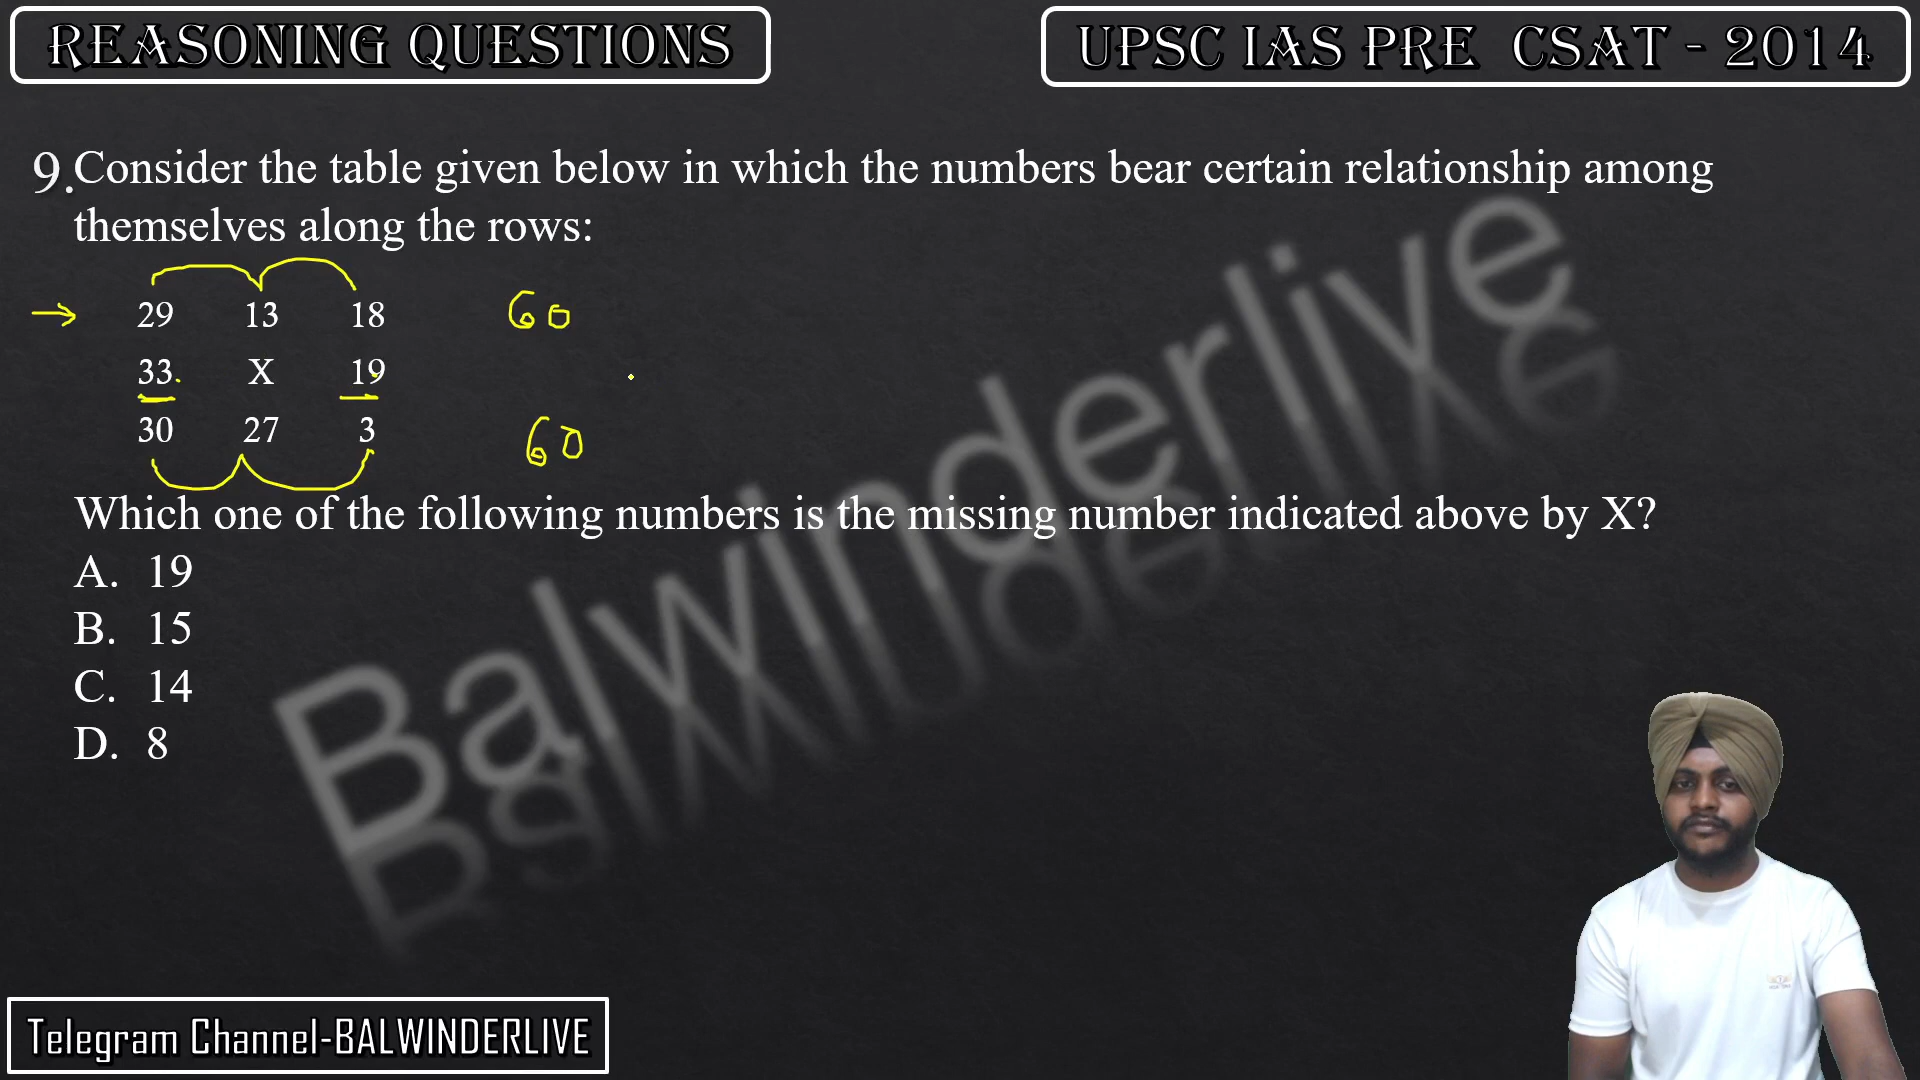 REASONING QUESTIONS
UPSC IAS PRE CSAT - 2014
9. Consider the table given below in which the numbers bear certain relationship among
themselves along the rows:
29 13 18 60
33 X 19
30 27 3 60
Which one of the following numbers is the missing number indicated above by X?
A. 19
B. 15
C. 14
D. 8
Balwinderlive
Telegram Channel-BALWINDERLIVE